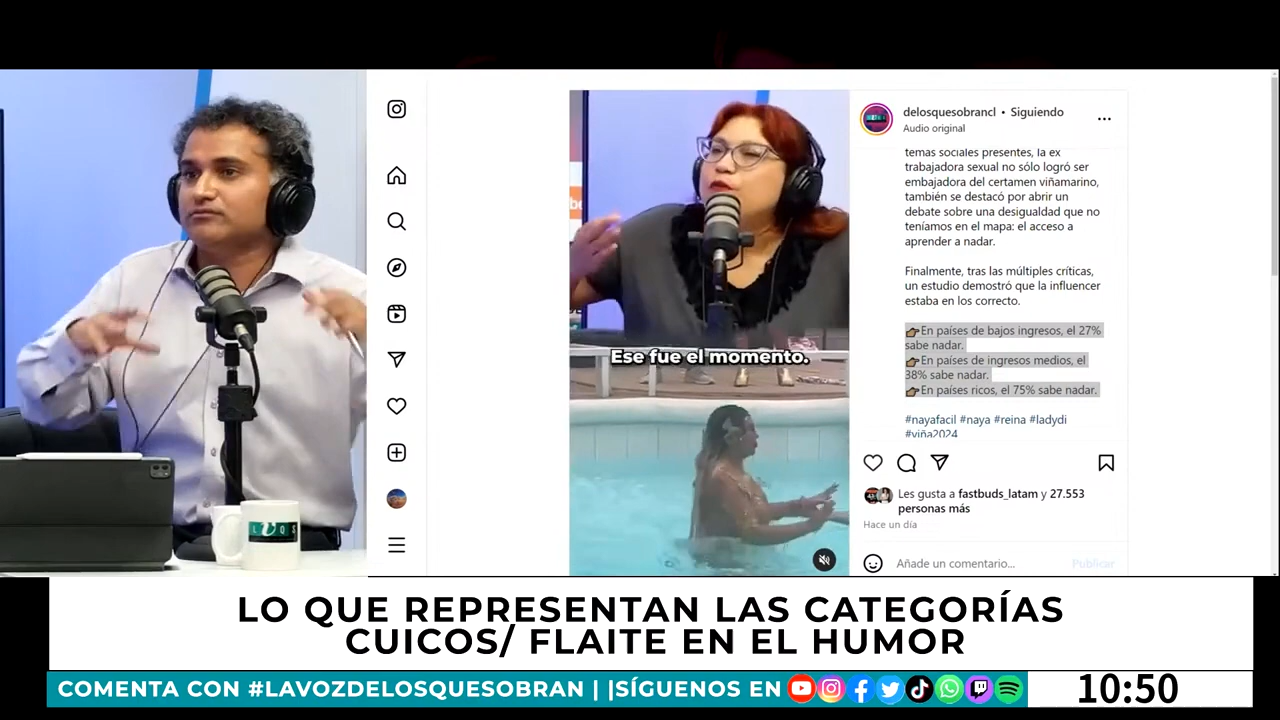 delosquesobrancl • Siguiendo
Audio original
temas sociales presentes, la ex
trabajadora sexual no sólo logró ser
embajadora del certamen viñamarino,
también se destacó por abrir un
debate sobre una desigualdad que no
teníamos en el mapa: el acceso a
aprender a nadar.
Finalmente, tras las múltiples críticas,
un estudio demostró que la influencer
estaba en los correcto.
👉🏽En países de bajos ingresos, el 27%
sabe nadar.
👉🏽En países de ingresos medios, el
38% sabe nadar.
👉🏽En países ricos, el 75% sabe nadar.
#nayafacil #naya #reina #ladydi
#viña2024
Ese fue el momento.
Les gusta a fastbuds_latam y 27.553
personas más
Hace un día
Añade un comentario...
Publicar
LO QUE REPRESENTAN LAS CATEGORÍAS
CUICOS/ FLAITE EN EL HUMOR
COMENTA CON #LAVOZDELOSQUESOBRAN | |SÍGUENOS EN
10:50